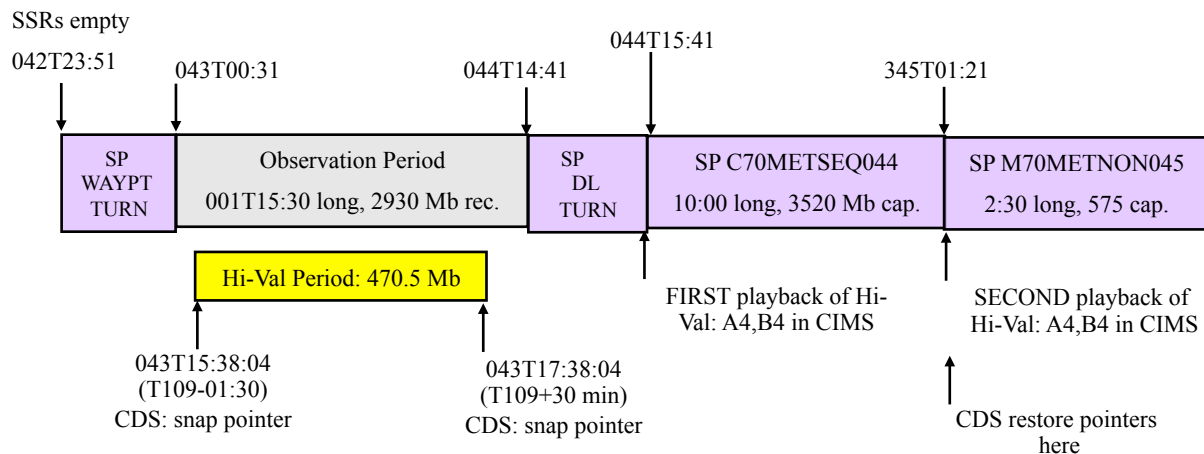 SSRs empty
042T23:51
043T00:31
044T14:41
044T15:41
345T01:21
SP
WAYPT
TURN
Observation Period
001T15:30 long, 2930 Mb rec.
SP
DL
TURN
SP C70METSEQ044
10:00 long, 3520 Mb cap.
SP M70METNON045
2:30 long, 575 cap.
Hi-Val Period: 470.5 Mb
043T15:38:04
(T109-01:30)
CDS: snap pointer
043T17:38:04
(T109+30 min)
CDS: snap pointer
FIRST playback of Hi-
Val: A4,B4 in CIMS
SECOND playback of
Hi-Val: A4,B4 in CIMS
CDS restore pointers
here